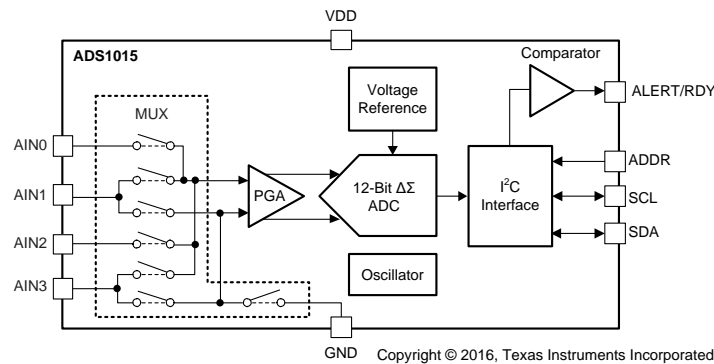 VDD
ADS1015
Comparator
Voltage
Reference
MUX
ALERT/RDY
AIN0
ADDR
AIN1
PGA
12-Bit ΔΣ
ADC
I²C
Interface
SCL
SDA
AIN2
Oscillator
AIN3
GND
Copyright © 2016, Texas Instruments Incorporated